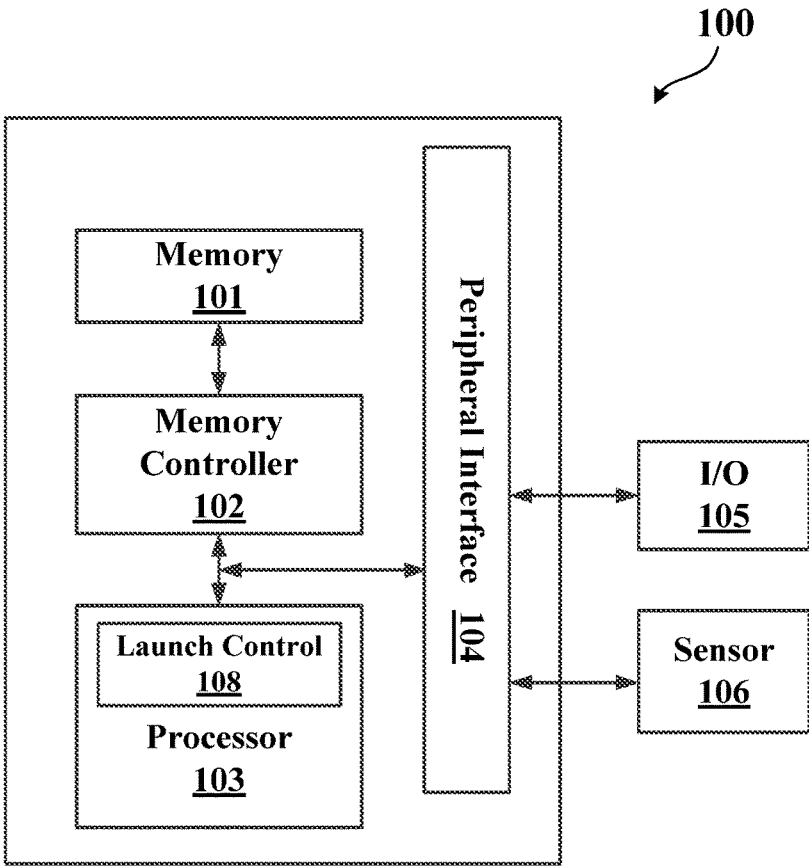 100
Memory
101
Memory
Controller
102
Launch Control
108
Processor
103
Peripheral Interface 104
I/O
105
Sensor
106